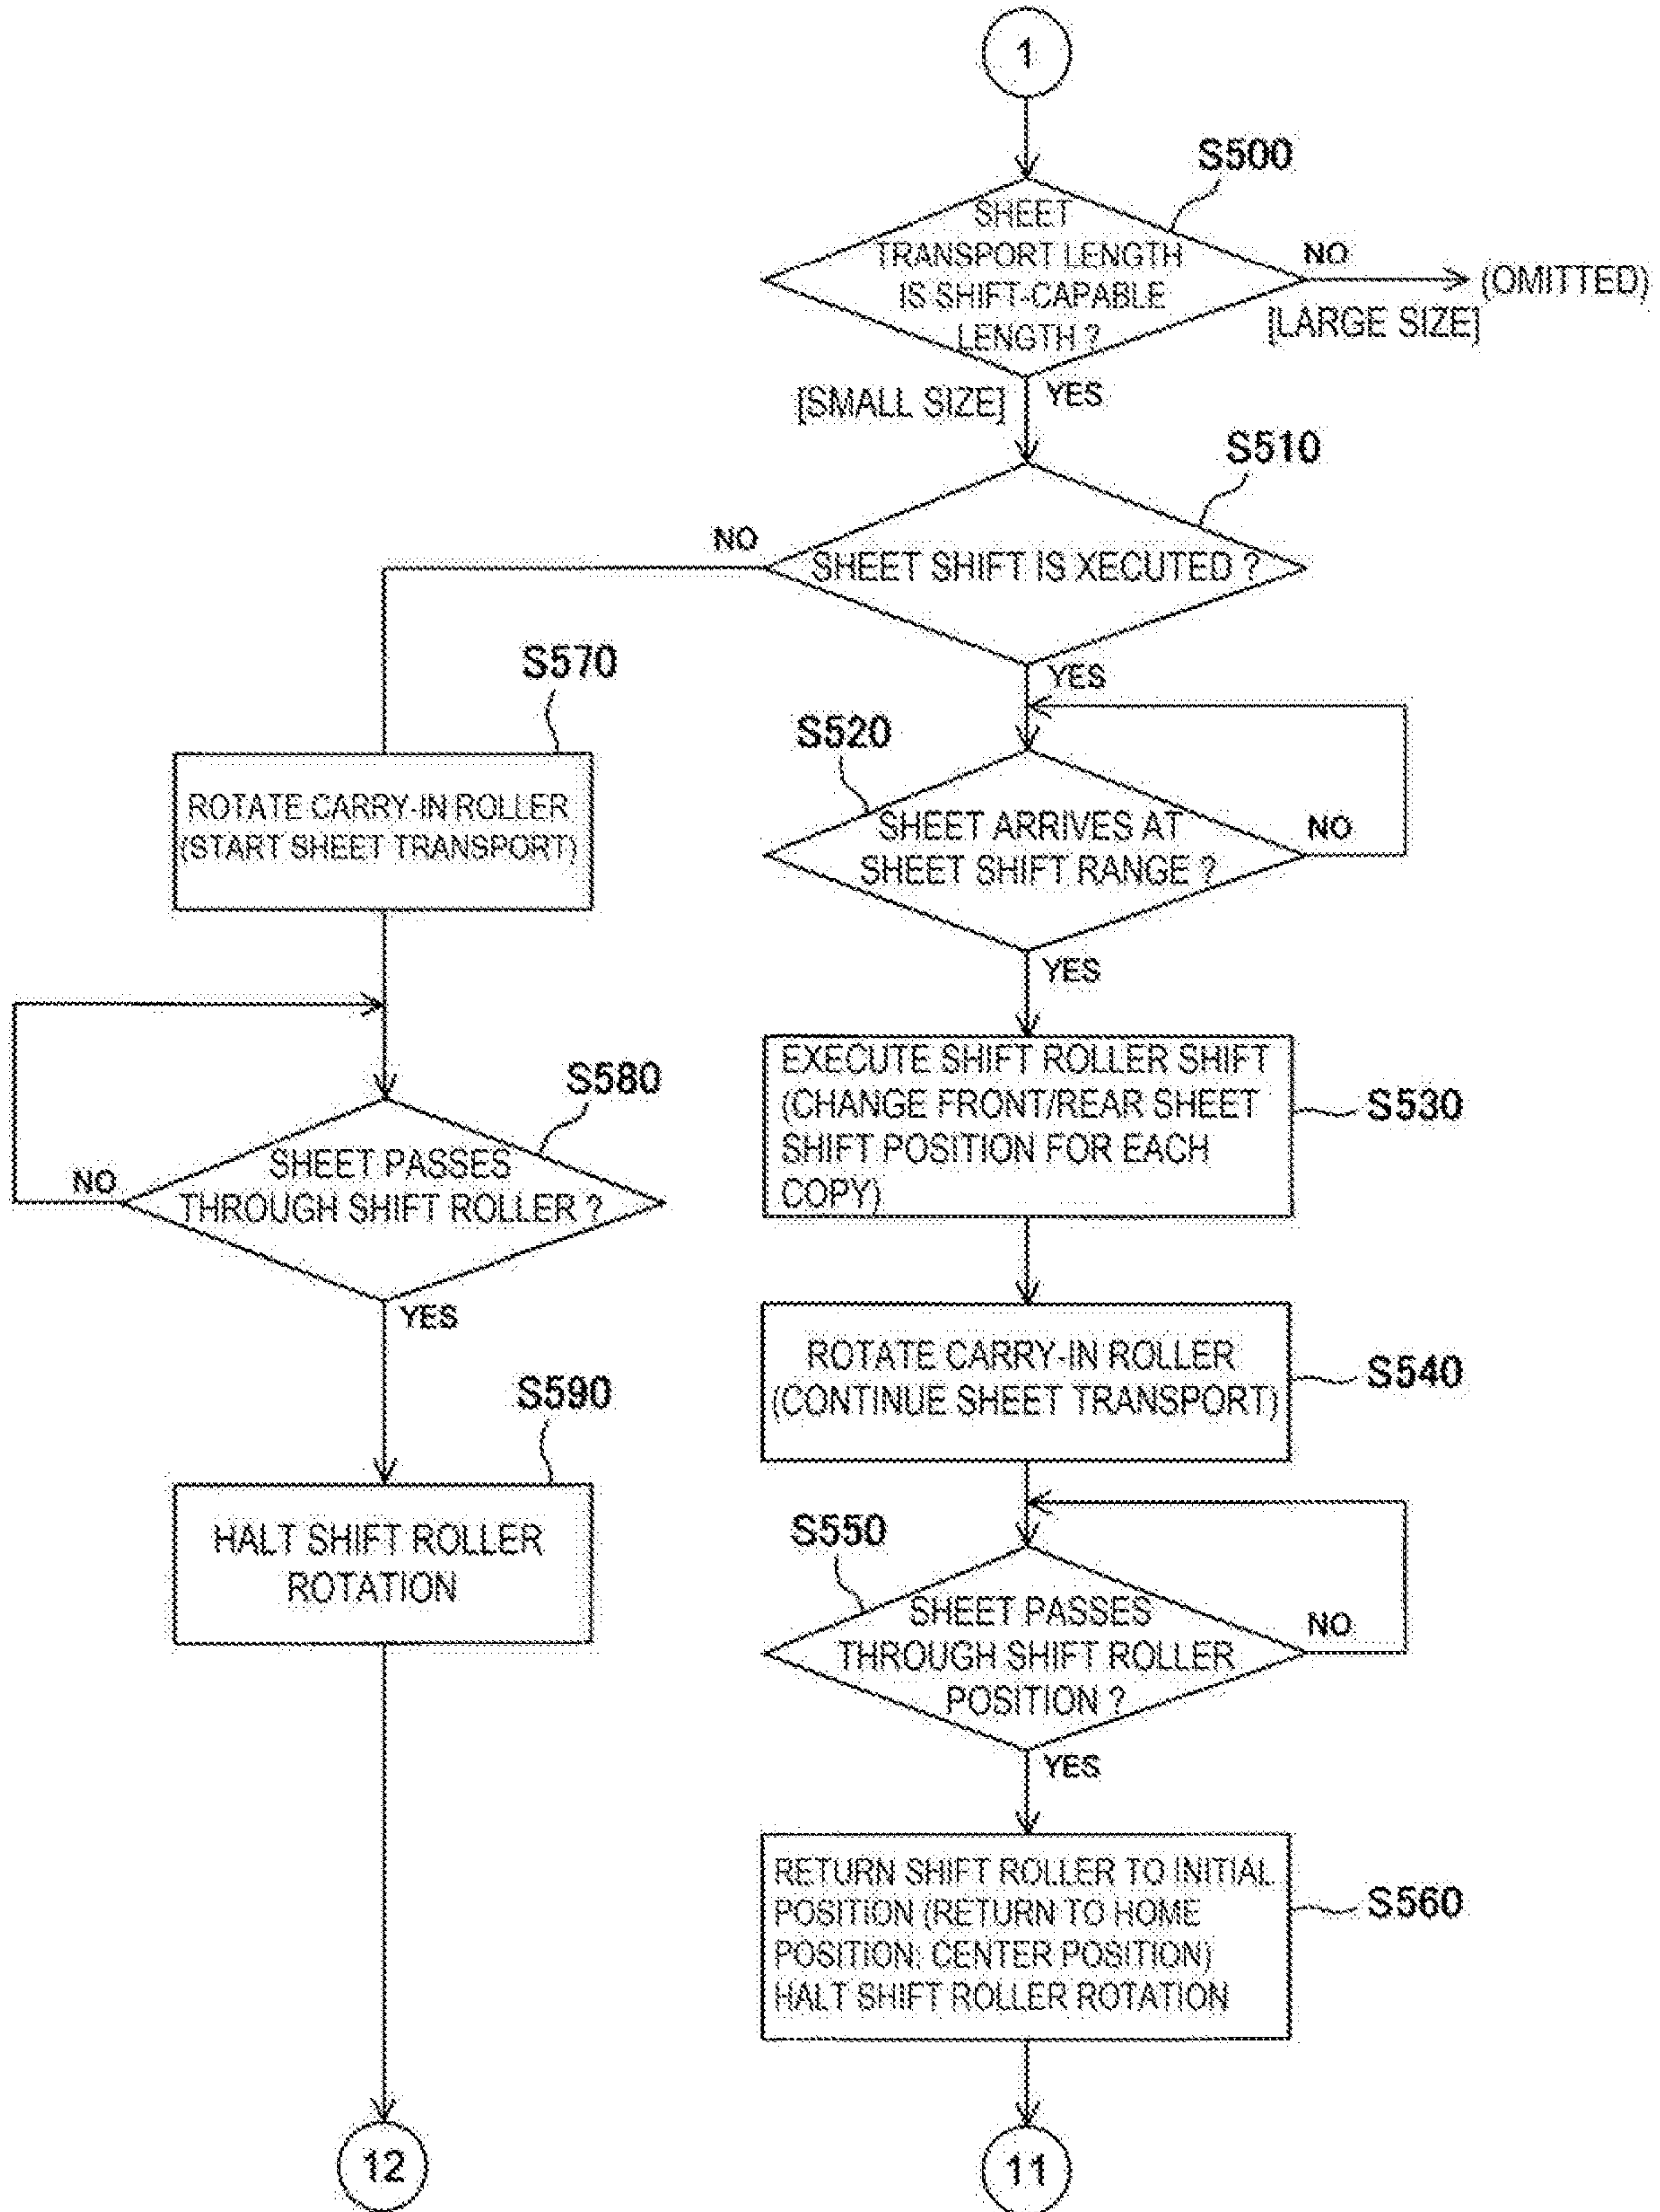 1
S500
SHEET
TRANSPORT LENGTH
IS SHIFT-CAPABLE
LENGTH ?
NO
(OMITTED)
[LARGE SIZE]
[SMALL SIZE]
YES
S510
NO
SHEET SHIFT IS XECUTED ?
YES
S570
ROTATE CARRY-IN ROLLER
(START SHEET TRANSPORT)
S520
SHEET ARRIVES AT
SHEET SHIFT RANGE ?
NO
YES
S580
SHEET PASSES
THROUGH SHIFT ROLLER ?
NO
YES
EXECUTE SHIFT ROLLER SHIFT
(CHANGE FRONT/REAR SHEET
SHIFT POSITION FOR EACH
COPY)
S530
ROTATE CARRY-IN ROLLER
(CONTINUE SHEET TRANSPORT)
S540
S590
HALT SHIFT ROLLER
ROTATION
S550
SHEET PASSES
THROUGH SHIFT ROLLER
POSITION ?
NO
YES
RETURN SHIFT ROLLER TO INITIAL
POSITION (RETURN TO HOME
POSITION: CENTER POSITION)
HALT SHIFT ROLLER ROTATION
S560
12
11